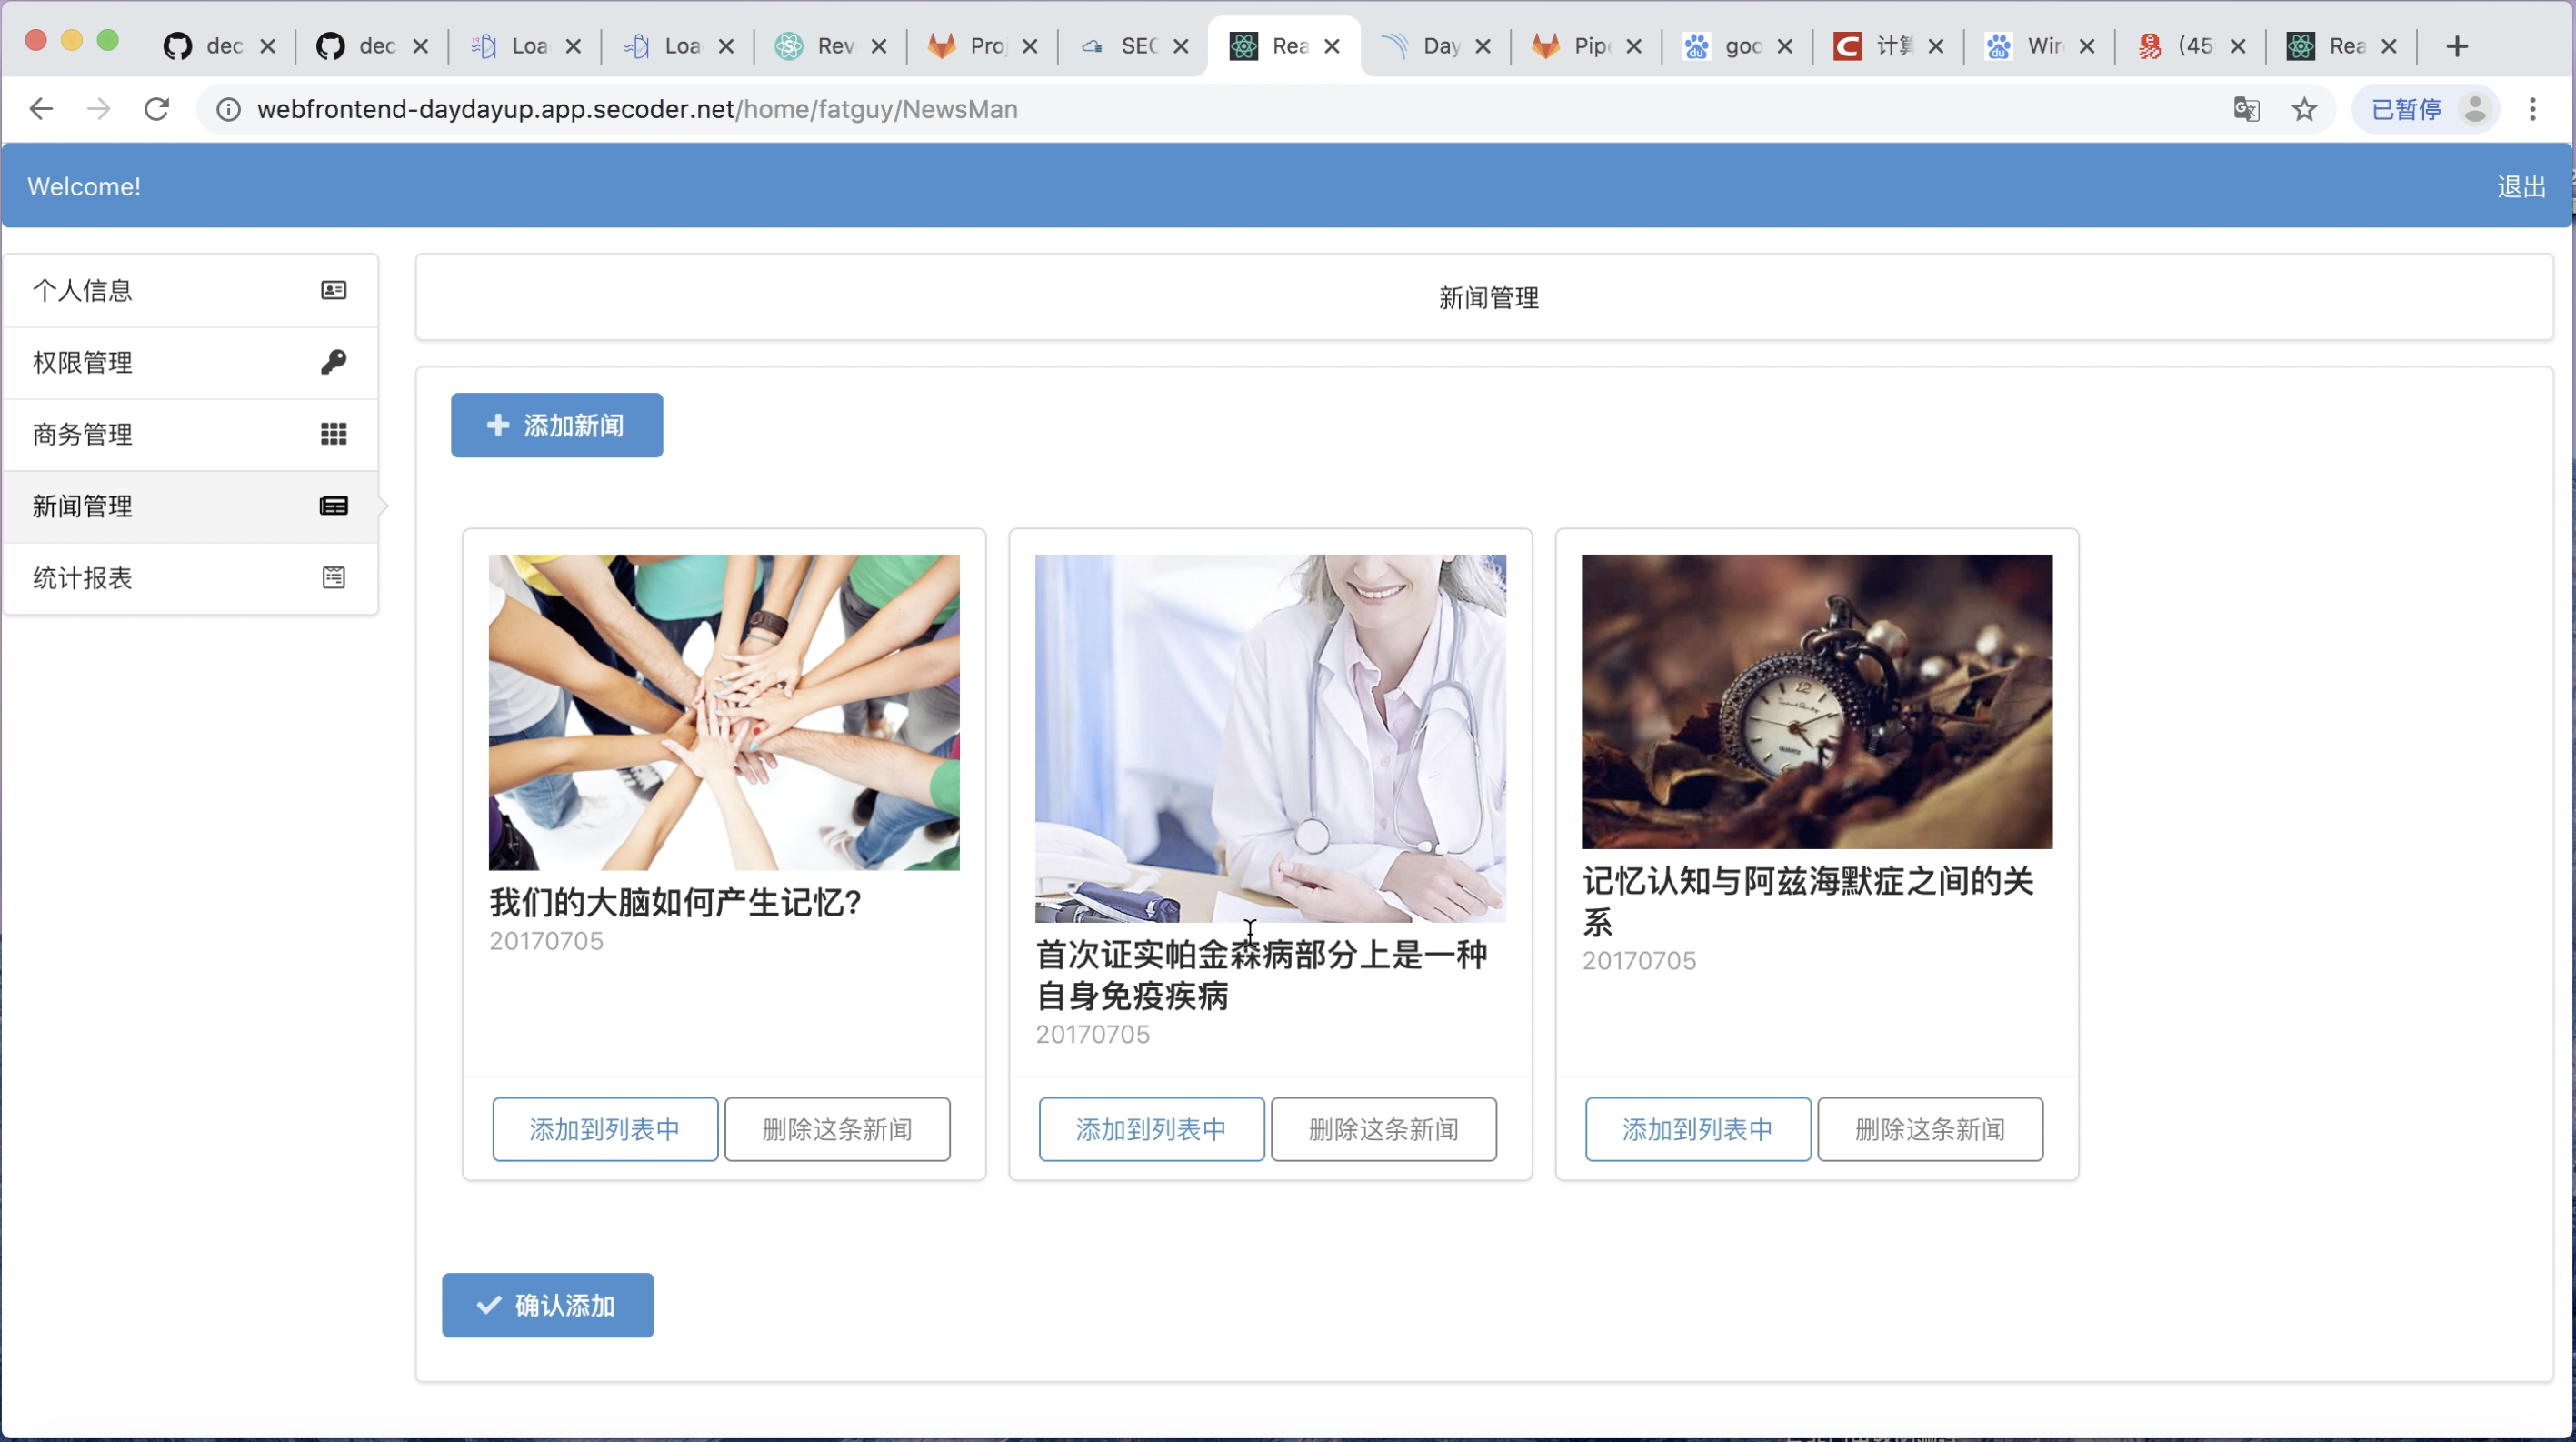 dec
dec
Loa
Loa
Rev
Pro
SEC
Rea
Day
Pipe
goo
计算
Wire
(45
Rea
webfrontend-daydayup.app.secoder.net/home/fatguy/NewsMan
已暂停
Welcome!
退出
个人信息
权限管理
商务管理
新闻管理
统计报表
新闻管理
添加新闻
我们的大脑如何产生记忆?
20170705
添加到列表中
删除这条新闻
首次证实帕金森病部分上是一种
自身免疫疾病
20170705
添加到列表中
删除这条新闻
12
QUARTZ
记忆认知与阿兹海默症之间的关
系
20170705
添加到列表中
删除这条新闻
确认添加